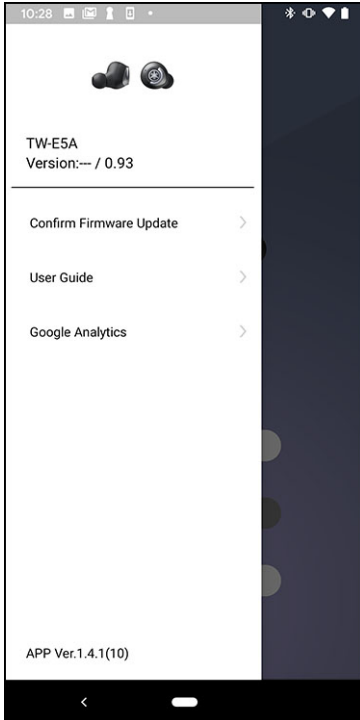 10:28
TW-E5A
Version:--- / 0.93
Confirm Firmware Update
User Guide
Google Analytics
APP Ver.1.4.1(10)